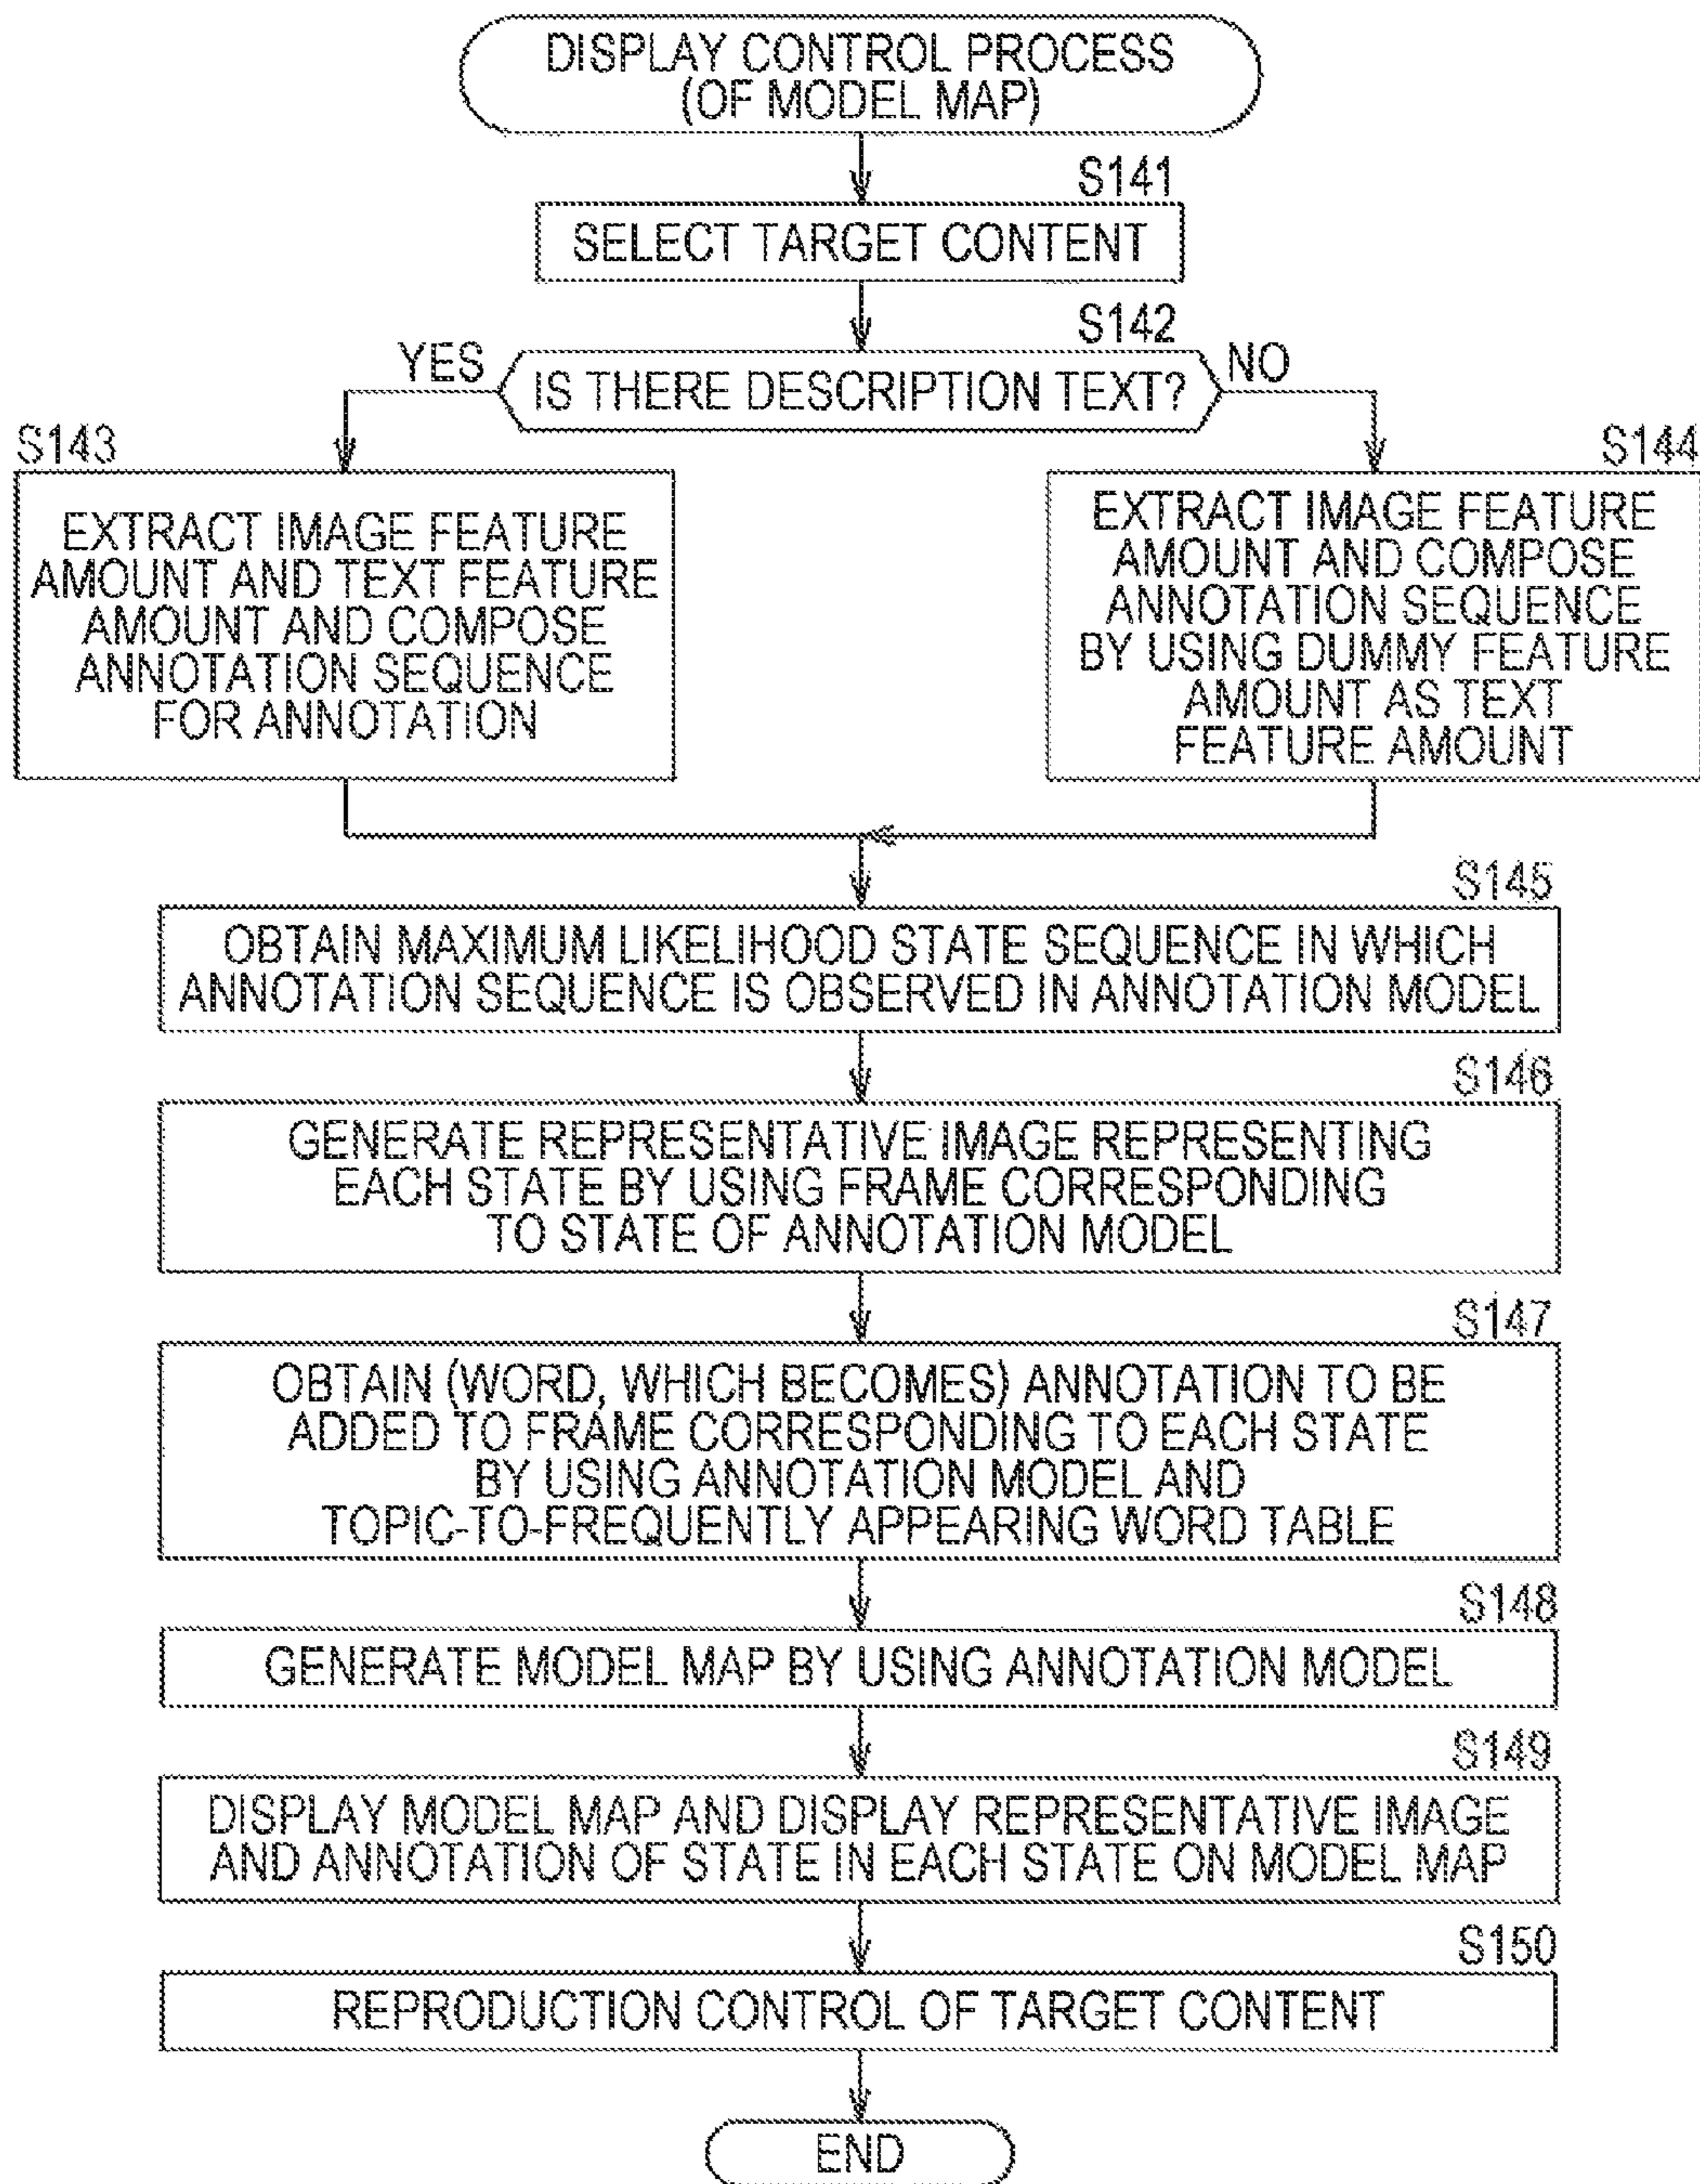 DISPLAY CONTROL PROCESS
(OF MODEL MAP)
S141
SELECT TARGET CONTENT
S142
YES
IS THERE DESCRIPTION TEXT?
NO
S143
EXTRACT IMAGE FEATURE
AMOUNT AND TEXT FEATURE
AMOUNT AND COMPOSE
ANNOTATION SEQUENCE
FOR ANNOTATION
S144
EXTRACT IMAGE FEATURE
AMOUNT AND COMPOSE
ANNOTATION SEQUENCE
BY USING DUMMY FEATURE
AMOUNT AS TEXT
FEATURE AMOUNT
S145
OBTAIN MAXIMUM LIKELIHOOD STATE SEQUENCE IN WHICH
ANNOTATION SEQUENCE IS OBSERVED IN ANNOTATION MODEL
S146
GENERATE REPRESENTATIVE IMAGE REPRESENTING
EACH STATE BY USING FRAME CORRESPONDING
TO STATE OF ANNOTATION MODEL
S147
OBTAIN (WORD, WHICH BECOMES) ANNOTATION TO BE
ADDED TO FRAME CORRESPONDING TO EACH STATE
BY USING ANNOTATION MODEL AND
TOPIC-TO-FREQUENTLY APPEARING WORD TABLE
S148
GENERATE MODEL MAP BY USING ANNOTATION MODEL
S149
DISPLAY MODEL MAP AND DISPLAY REPRESENTATIVE IMAGE
AND ANNOTATION OF STATE IN EACH STATE ON MODEL MAP
S150
REPRODUCTION CONTROL OF TARGET CONTENT
END